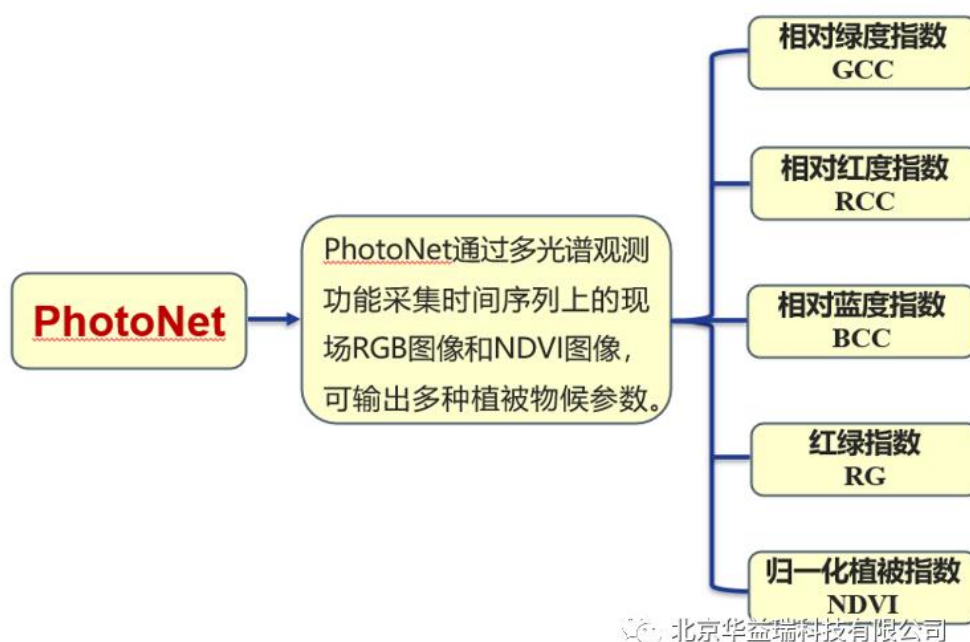 PhotoNet
PhotoNet通过多光谱观测
功能采集时间序列上的现
场RGB图像和NDVI图像，
可输出多种植被物候参数。
相对绿度指数
GCC
相对红度指数
RCC
相对蓝度指数
BCC
红绿指数
RG
归一化植被指数
NDVI
北京华益瑞科技有限公司